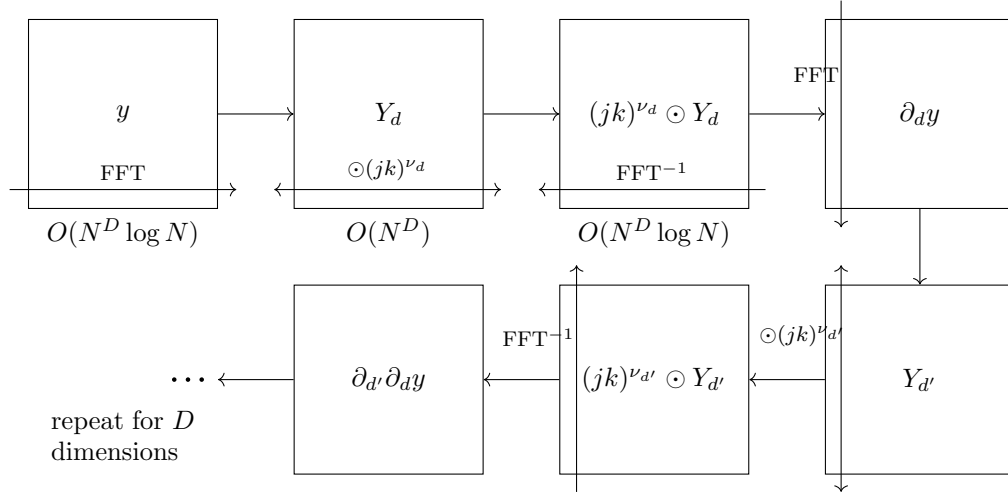 y
FFT
O(N^D log N)
Y_d
⊙(jk)^{ν_d}
O(N^D)
(jk)^{ν_d} ⊙ Y_d
FFT^{−1}
O(N^D log N)
FFT
∂_d y
⊙(jk)^{ν_{d′}}
Y_{d′}
FFT^{−1}
(jk)^{ν_{d′}} ⊙ Y_{d′}
∂_{d′}∂_d y
...
repeat for D
dimensions